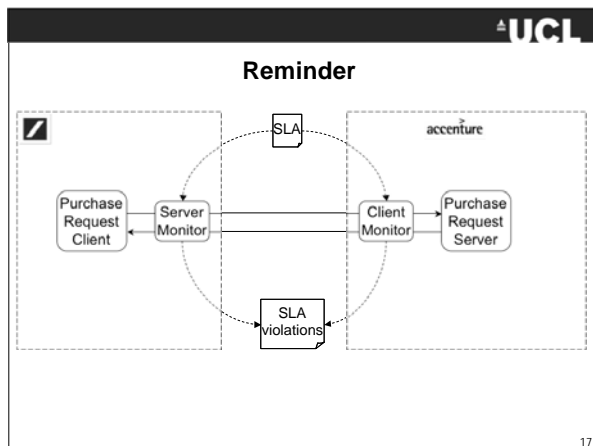 UCL
Reminder
SLA
accenture
Purchase
Request
Client
Server
Monitor
Client
Monitor
Purchase
Request
Server
SLA
violations
17